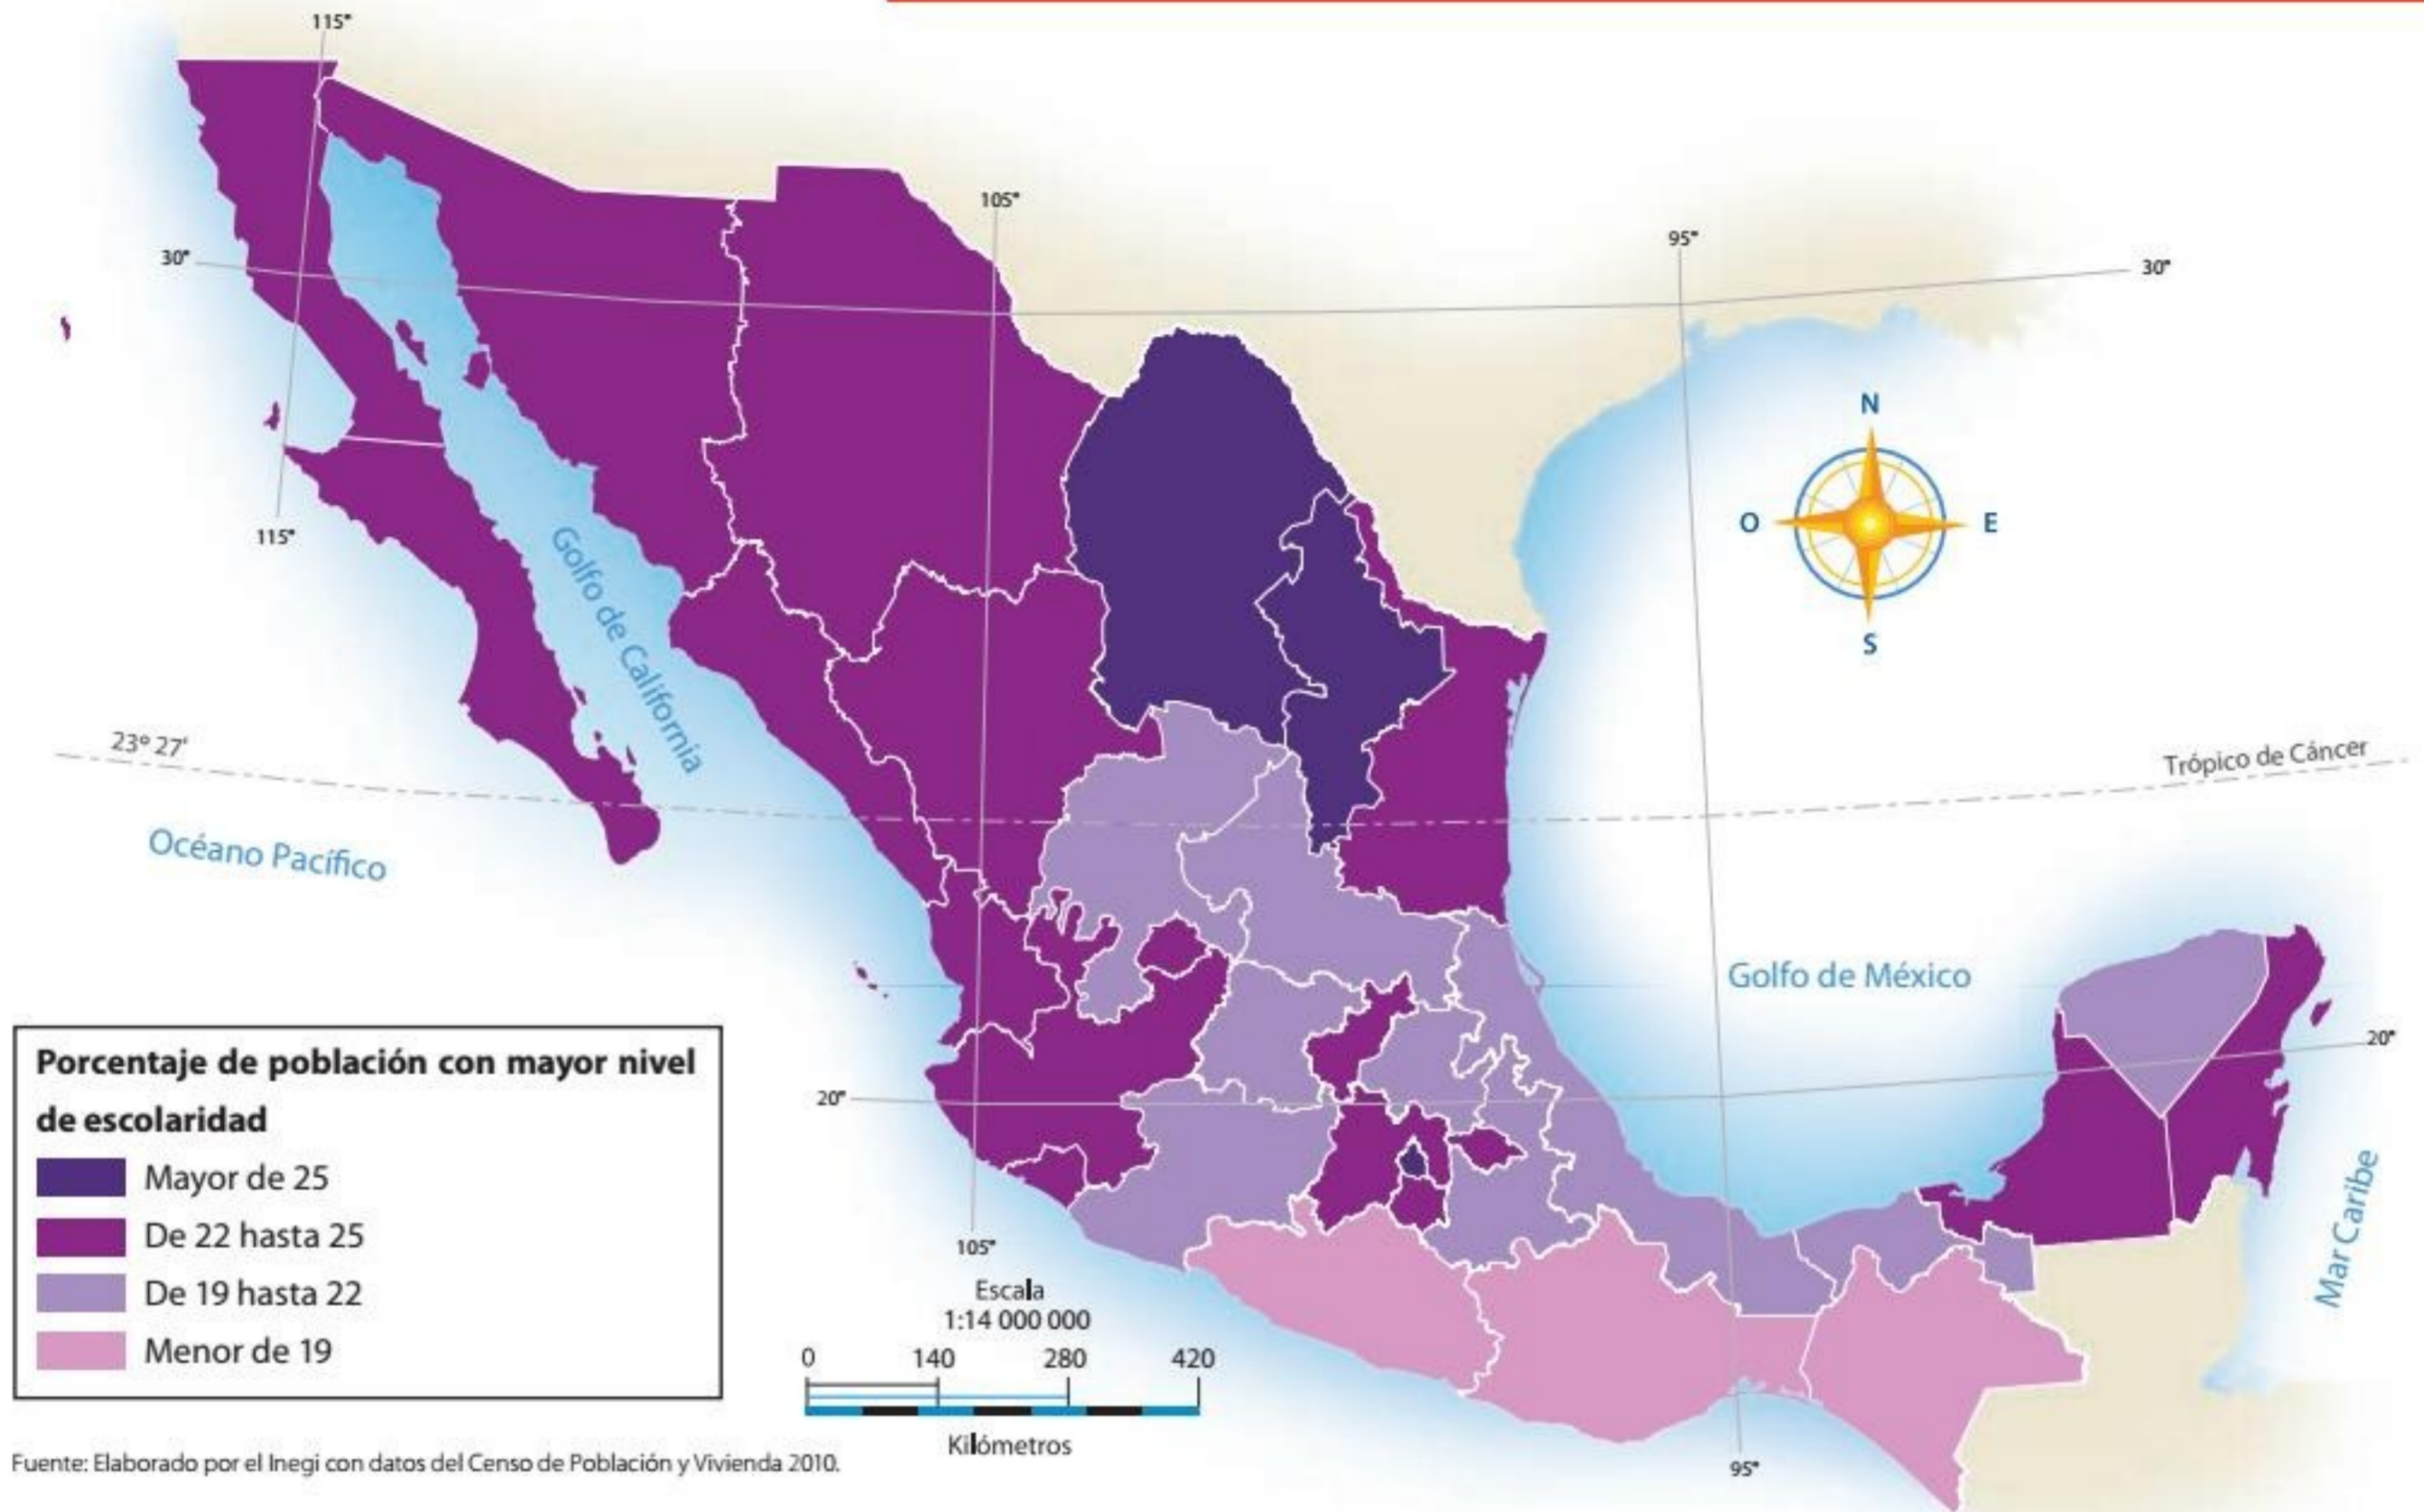 115°
105°
95°
30°
30°
N
O
E
S
115°
Golfo de California
23° 27'
Trópico de Cáncer
Océano Pacífico
Golfo de México
20°
20°
Mar Caribe
Porcentaje de población con mayor nivel
de escolaridad
Mayor de 25
De 22 hasta 25
De 19 hasta 22
Menor de 19
105°
Escala
1:14 000 000
0 140 280 420
Kilómetros
95°
Fuente: Elaborado por el Inegi con datos del Censo de Población y Vivienda 2010.